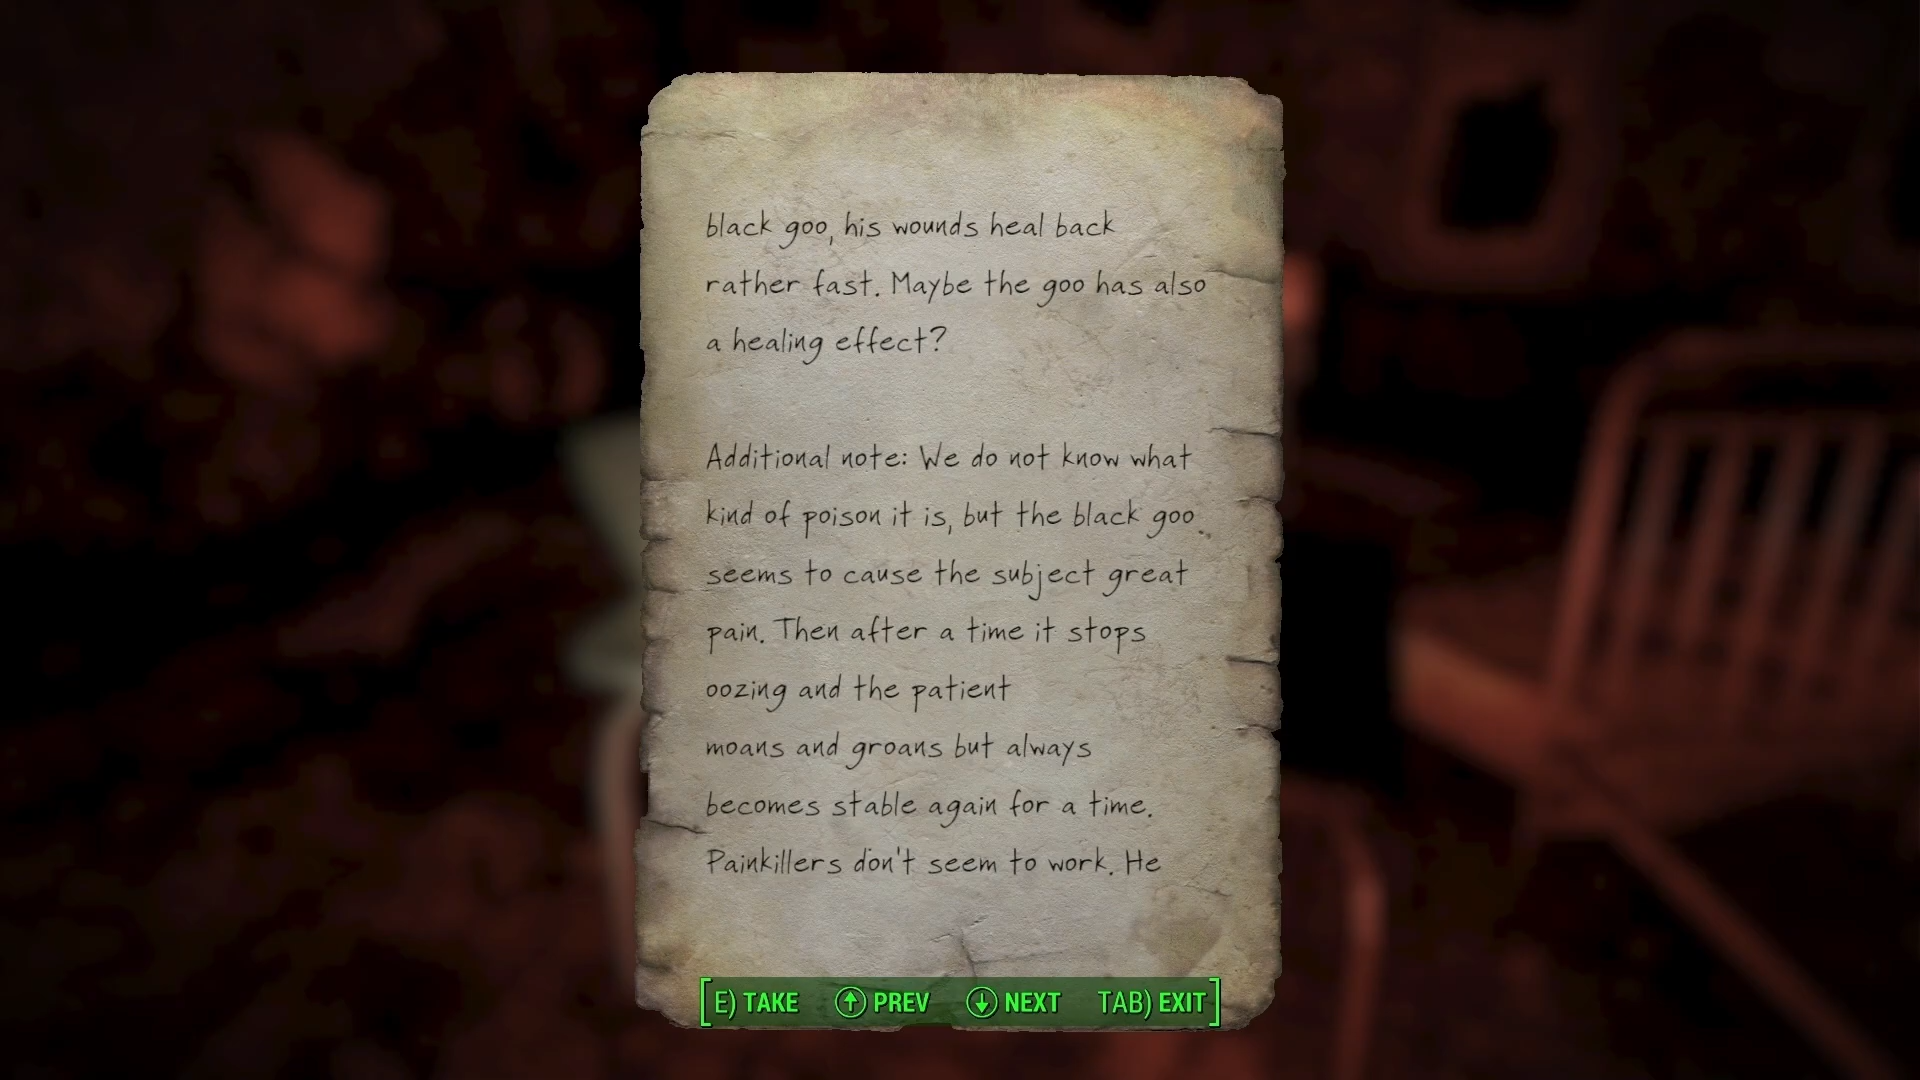 black goo, his wounds heal back
rather fast. Maybe the goo has also
a healing effect?
Additional note: We do not know what
kind of poison it is, but the black goo
seems to cause the subject great
pain. Then after a time it stops
oozing and the patient
moans and groans but always
becomes stable again for a time.
Painkillers don't seem to work. He
E) TAKE PREV NEXT TAB) EXIT